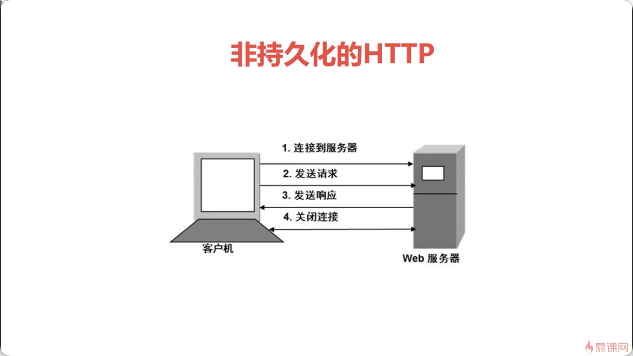 非持久化的HTTP
1. 连接到服务器
2. 发送请求
3. 发送响应
4. 关闭连接
客户机
Web 服务器
慕课网